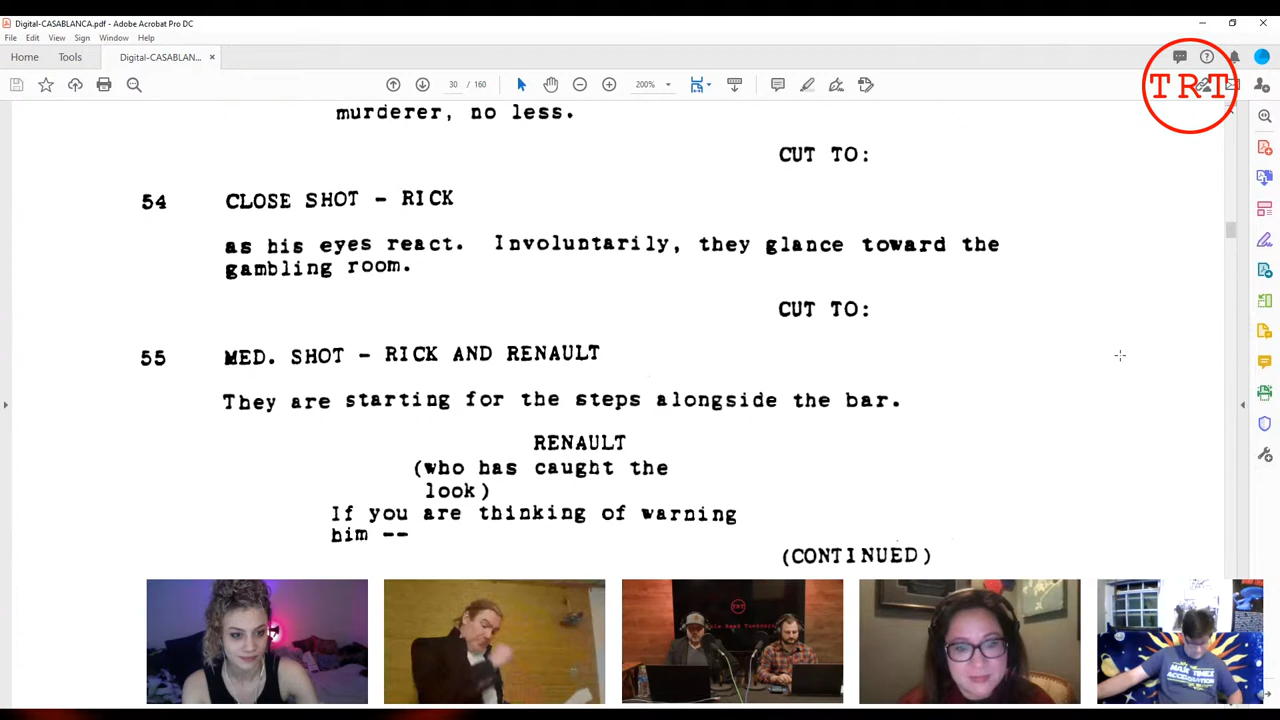 Digital-CASABLANCA.pdf - Adobe Acrobat Pro DC
File Edit View Sign Window Help
Home Tools Digital-CASABLAN... ×
30 / 160 200%
TRT
murderer, no less.
CUT TO:
54 CLOSE SHOT - RICK
as his eyes react. Involuntarily, they glance toward the
gambling room.
CUT TO:
55 MED. SHOT - RICK AND RENAULT
They are starting for the steps alongside the bar.
RENAULT
(who has caught the
look)
If you are thinking of warning
him --
(CONTINUED)
TRT